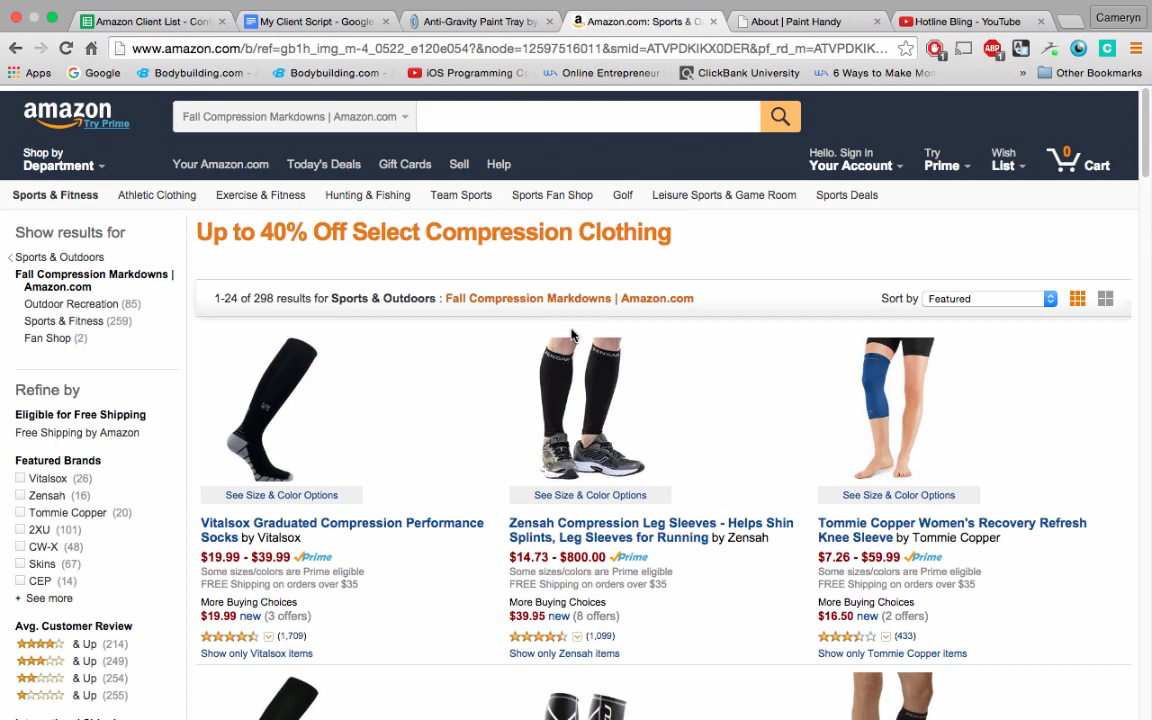 Amazon Client List - Cont
My Client Script - Google
Anti-Gravity Paint Tray by
Amazon.com: Sports & O
About | Paint Handy
Hotline Bling - YouTube
Cameryn
www.amazon.com/b/ref=gb1h_img_m-4_0522_e120e054?&node=12597516011&smid=ATVPDKIKX0DER&pf_rd_m=ATVPDKIK...
Apps
Google
Bodybuilding.com -
Bodybuilding.com -
iOS Programming Co
Online Entrepreneur
ClickBank University
6 Ways to Make Mo
»
Other Bookmarks
amazon
Try Prime
Fall Compression Markdowns | Amazon.com
Shop by
Department
Your Amazon.com
Today's Deals
Gift Cards
Sell
Help
Hello. Sign in
Your Account
Try
Prime
Wish
List
0
Cart
Sports & Fitness
Athletic Clothing
Exercise & Fitness
Hunting & Fishing
Team Sports
Sports Fan Shop
Golf
Leisure Sports & Game Room
Sports Deals
Show results for
Sports & Outdoors
Fall Compression Markdowns |
Amazon.com
Outdoor Recreation (85)
Sports & Fitness (259)
Fan Shop (2)
Refine by
Eligible for Free Shipping
Free Shipping by Amazon
Featured Brands
Vitalsox (26)
Zensah (16)
Tommie Copper (20)
2XU (101)
CW-X (48)
Skins (67)
CEP (14)
+ See more
Avg. Customer Review
& Up (214)
& Up (249)
& Up (254)
& Up (255)
Up to 40% Off Select Compression Clothing
1-24 of 298 results for Sports & Outdoors : Fall Compression Markdowns | Amazon.com
Sort by
Featured
See Size & Color Options
Vitalsox Graduated Compression Performance
Socks by Vitalsox
$19.99 - $39.99 Prime
Some sizes/colors are Prime eligible
FREE Shipping on orders over $35
More Buying Choices
$19.99 new (3 offers)
(1,709)
Show only Vitalsox items
See Size & Color Options
Zensah Compression Leg Sleeves - Helps Shin
Splints, Leg Sleeves for Running by Zensah
$14.73 - $800.00 Prime
Some sizes/colors are Prime eligible
FREE Shipping on orders over $35
More Buying Choices
$39.95 new (8 offers)
(1,099)
Show only Zensah items
See Size & Color Options
Tommie Copper Women's Recovery Refresh
Knee Sleeve by Tommie Copper
$7.26 - $59.99 Prime
Some sizes/colors are Prime eligible
FREE Shipping on orders over $35
More Buying Choices
$16.50 new (2 offers)
(433)
Show only Tommie Copper items